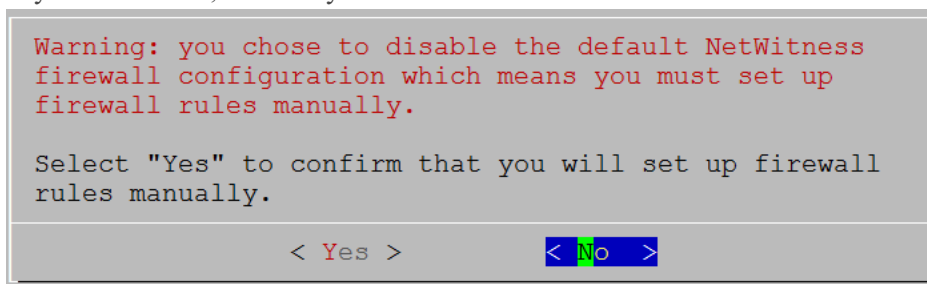 Warning: you chose to disable the default NetWitness
firewall configuration which means you must set up
firewall rules manually.
Select "Yes" to confirm that you will set up firewall
rules manually.
< Yes > < No >